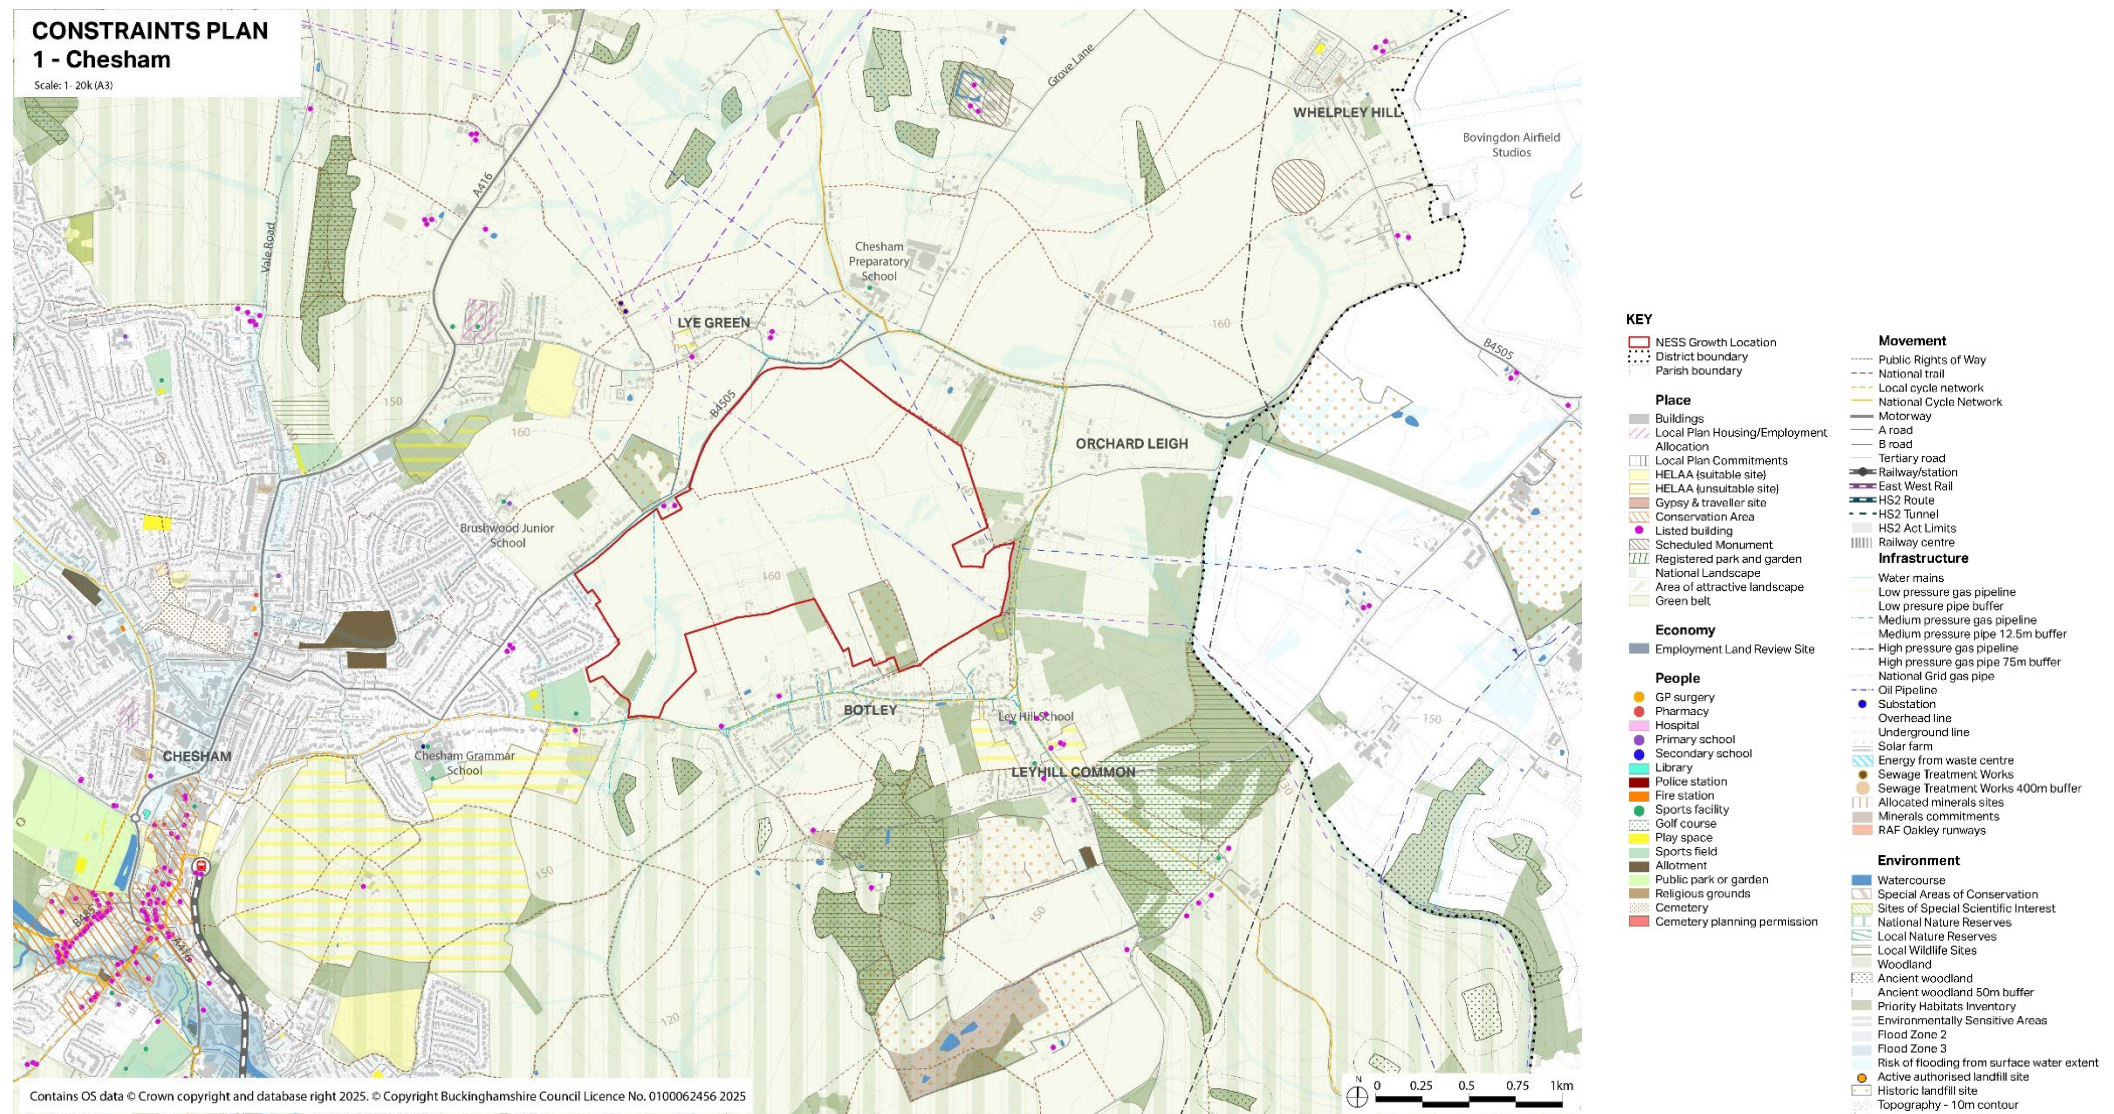 CONSTRAINTS PLAN
1 - Chesham
Scale: 1- 20k (A3)
Grove Lane
WHELPLEY HILL
Bovingdon Airfield
Studios
A416
Vale Road
Chesham
Preparatory
School
LYE GREEN
160
B4505
150
B4505
160
ORCHARD LEIGH
160
Brushwood Junior
School
160
BOTLEY
Ley Hill School
150
CHESHAM
Chesham Grammar
School
LEYHILL COMMON
150
150
B485
A416
120
Contains OS data © Crown copyright and database right 2025. © Copyright Buckinghamshire Council Licence No. 0100062456 2025
N
0 0.25 0.5 0.75 1km
KEY
NESS Growth Location
District boundary
Parish boundary
Place
Buildings
Local Plan Housing/Employment
Allocation
Local Plan Commitments
HELAA (suitable site)
HELAA (unsuitable site)
Gypsy & traveller site
Conservation Area
Listed building
Scheduled Monument
Registered park and garden
National Landscape
Area of attractive landscape
Green belt
Economy
Employment Land Review Site
People
GP surgery
Pharmacy
Hospital
Primary school
Secondary school
Library
Police station
Fire station
Sports facility
Golf course
Play space
Sports field
Allotment
Public park or garden
Religious grounds
Cemetery
Cemetery planning permission
Movement
Public Rights of Way
National trail
Local cycle network
National Cycle Network
Motorway
A road
B road
Tertiary road
Railway/station
East West Rail
HS2 Route
HS2 Tunnel
HS2 Act Limits
Railway centre
Infrastructure
Water mains
Low pressure gas pipeline
Low presure pipe buffer
Medium pressure gas pipeline
Medium pressure pipe 12.5m buffer
High pressure gas pipeline
High pressure gas pipe 75m buffer
National Grid gas pipe
Oil Pipeline
Substation
Overhead line
Underground line
Solar farm
Energy from waste centre
Sewage Treatment Works
Sewage Treatment Works 400m buffer
Allocated minerals sites
Minerals commitments
RAF Oakley runways
Environment
Watercourse
Special Areas of Conservation
Sites of Special Scientific Interest
National Nature Reserves
Local Nature Reserves
Local Wildlife Sites
Woodland
Ancient woodland
Ancient woodland 50m buffer
Priority Habitats Inventory
Environmentally Sensitive Areas
Flood Zone 2
Flood Zone 3
Risk of flooding from surface water extent
Active authorised landfill site
Historic landfill site
Topography - 10m contour